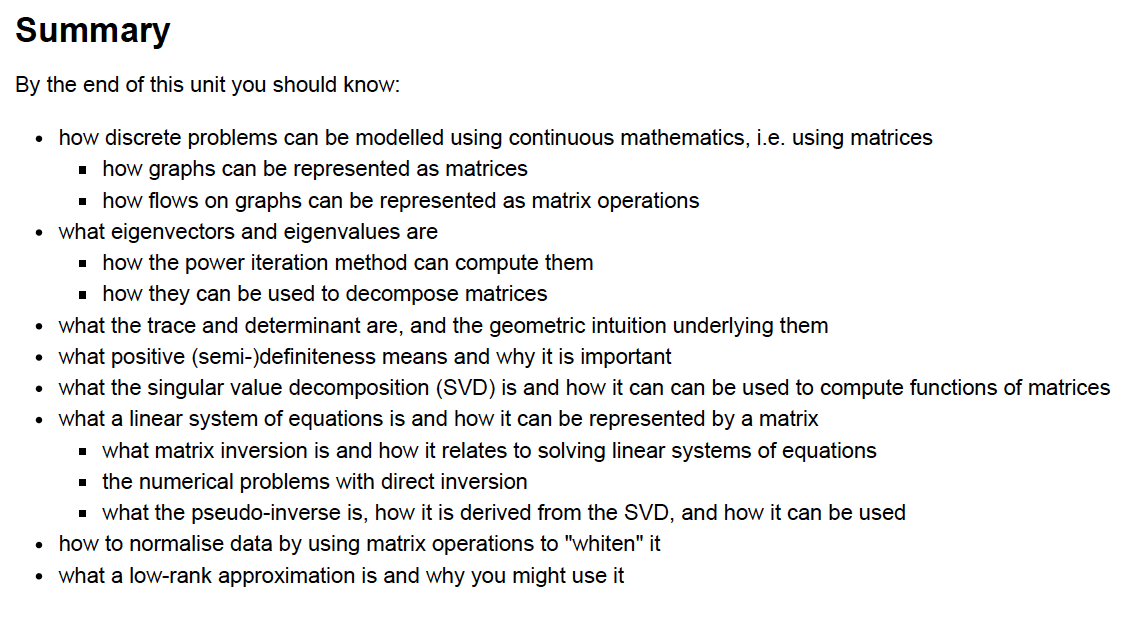 Summary
By the end of this unit you should know:
• how discrete problems can be modelled using continuous mathematics, i.e. using matrices
▪ how graphs can be represented as matrices
▪ how flows on graphs can be represented as matrix operations
• what eigenvectors and eigenvalues are
▪ how the power iteration method can compute them
▪ how they can be used to decompose matrices
• what the trace and determinant are, and the geometric intuition underlying them
• what positive (semi-)definiteness means and why it is important
• what the singular value decomposition (SVD) is and how it can can be used to compute functions of matrices
• what a linear system of equations is and how it can be represented by a matrix
▪ what matrix inversion is and how it relates to solving linear systems of equations
▪ the numerical problems with direct inversion
▪ what the pseudo-inverse is, how it is derived from the SVD, and how it can be used
• how to normalise data by using matrix operations to "whiten" it
• what a low-rank approximation is and why you might use it